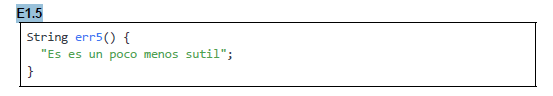 E1.5
String err5() {
  "Es es un poco menos sutil";
}